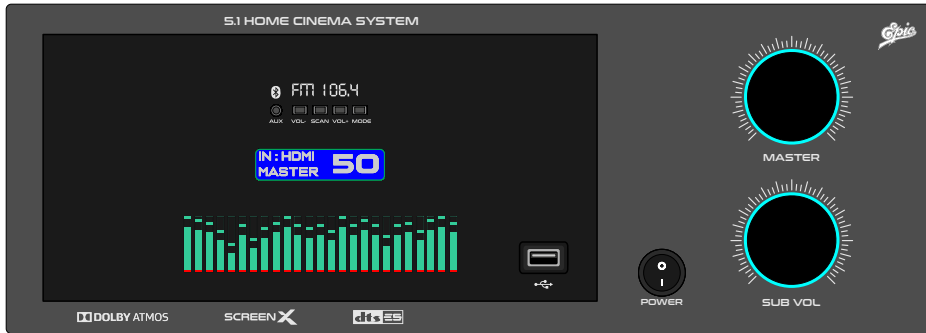 5.1 HOME CINEMA SYSTEM
Epic
FM 106.4
AUX VOL- SCAN VOL+ MODE
IN : HDMI
MASTER 50
MASTER
POWER
SUB VOL
DOLBY ATMOS
SCREEN X
dts ES